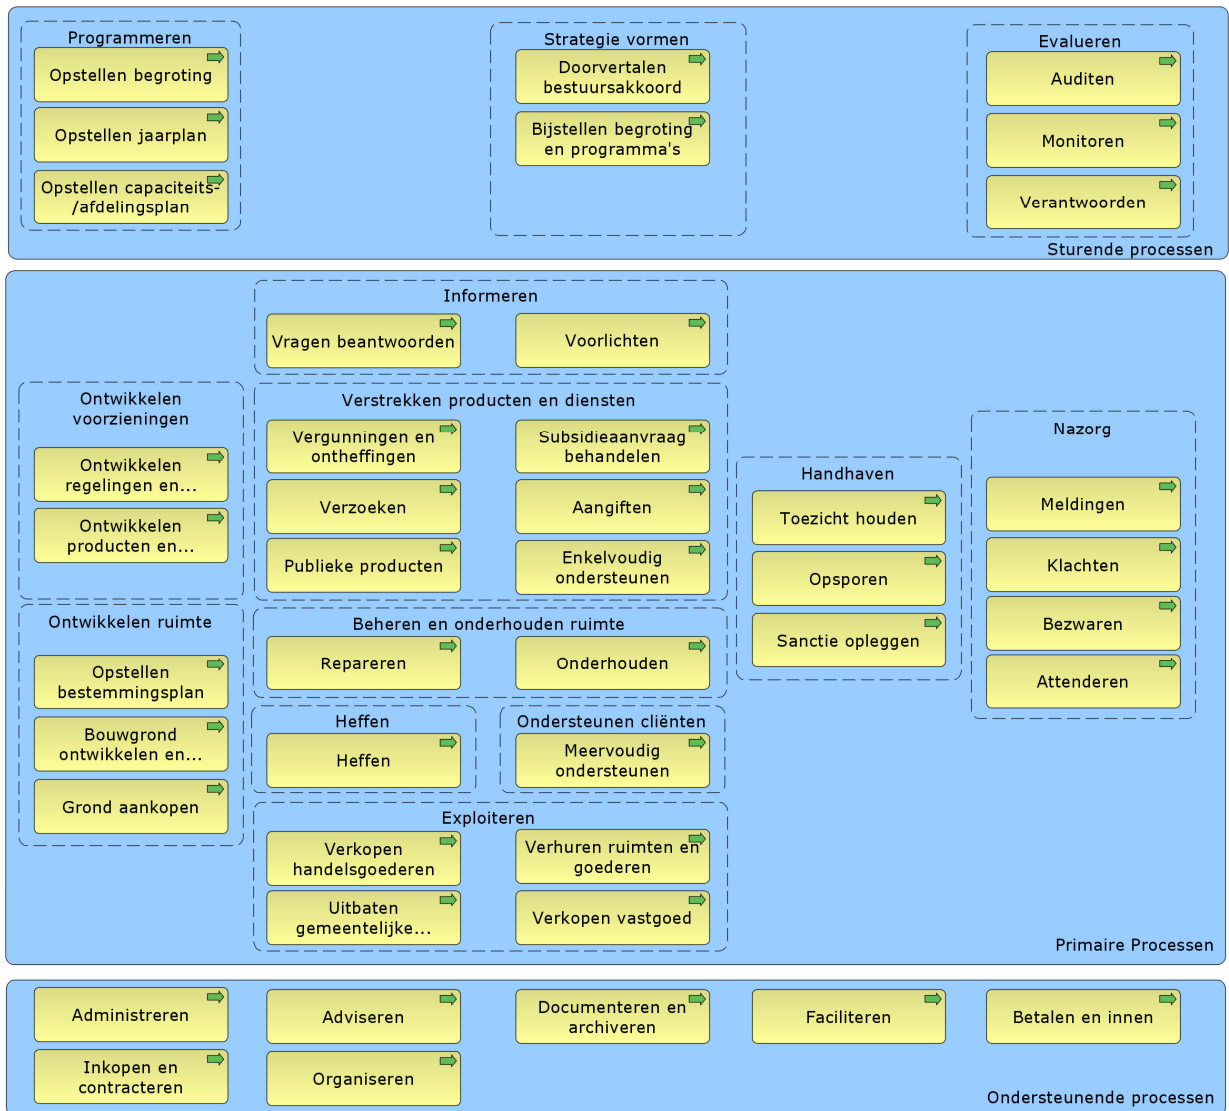 Programmeren
Opstellen begroting
Opstellen jaarplan
Opstellen capaciteits-
/afdelingsplan
Strategie vormen
Doorvertalen
bestuursakkoord
Bijstellen begroting
en programma's
Evalueren
Auditen
Monitoren
Verantwoorden
Sturende processen
Informeren
Vragen beantwoorden
Voorlichten
Ontwikkelen
voorzieningen
Ontwikkelen
regelingen en...
Ontwikkelen
producten en...
Verstrekken producten en diensten
Vergunningen en
ontheffingen
Subsidieaanvraag
behandelen
Verzoeken
Aangiften
Publieke producten
Enkelvoudig
ondersteunen
Handhaven
Toezicht houden
Opsporen
Sanctie opleggen
Nazorg
Meldingen
Klachten
Bezwaren
Attenderen
Ontwikkelen ruimte
Opstellen
bestemmingsplan
Bouwgrond
ontwikkelen en...
Grond aankopen
Beheren en onderhouden ruimte
Repareren
Onderhouden
Heffen
Heffen
Ondersteunen cliënten
Meervoudig
ondersteunen
Exploiteren
Verkopen
handelsgoederen
Verhuren ruimten en
goederen
Uitbaten
gemeentelijke...
Verkopen vastgoed
Primaire Processen
Administreren
Adviseren
Documenteren en
archiveren
Faciliteren
Betalen en innen
Inkopen en
contracteren
Organiseren
Ondersteunende processen